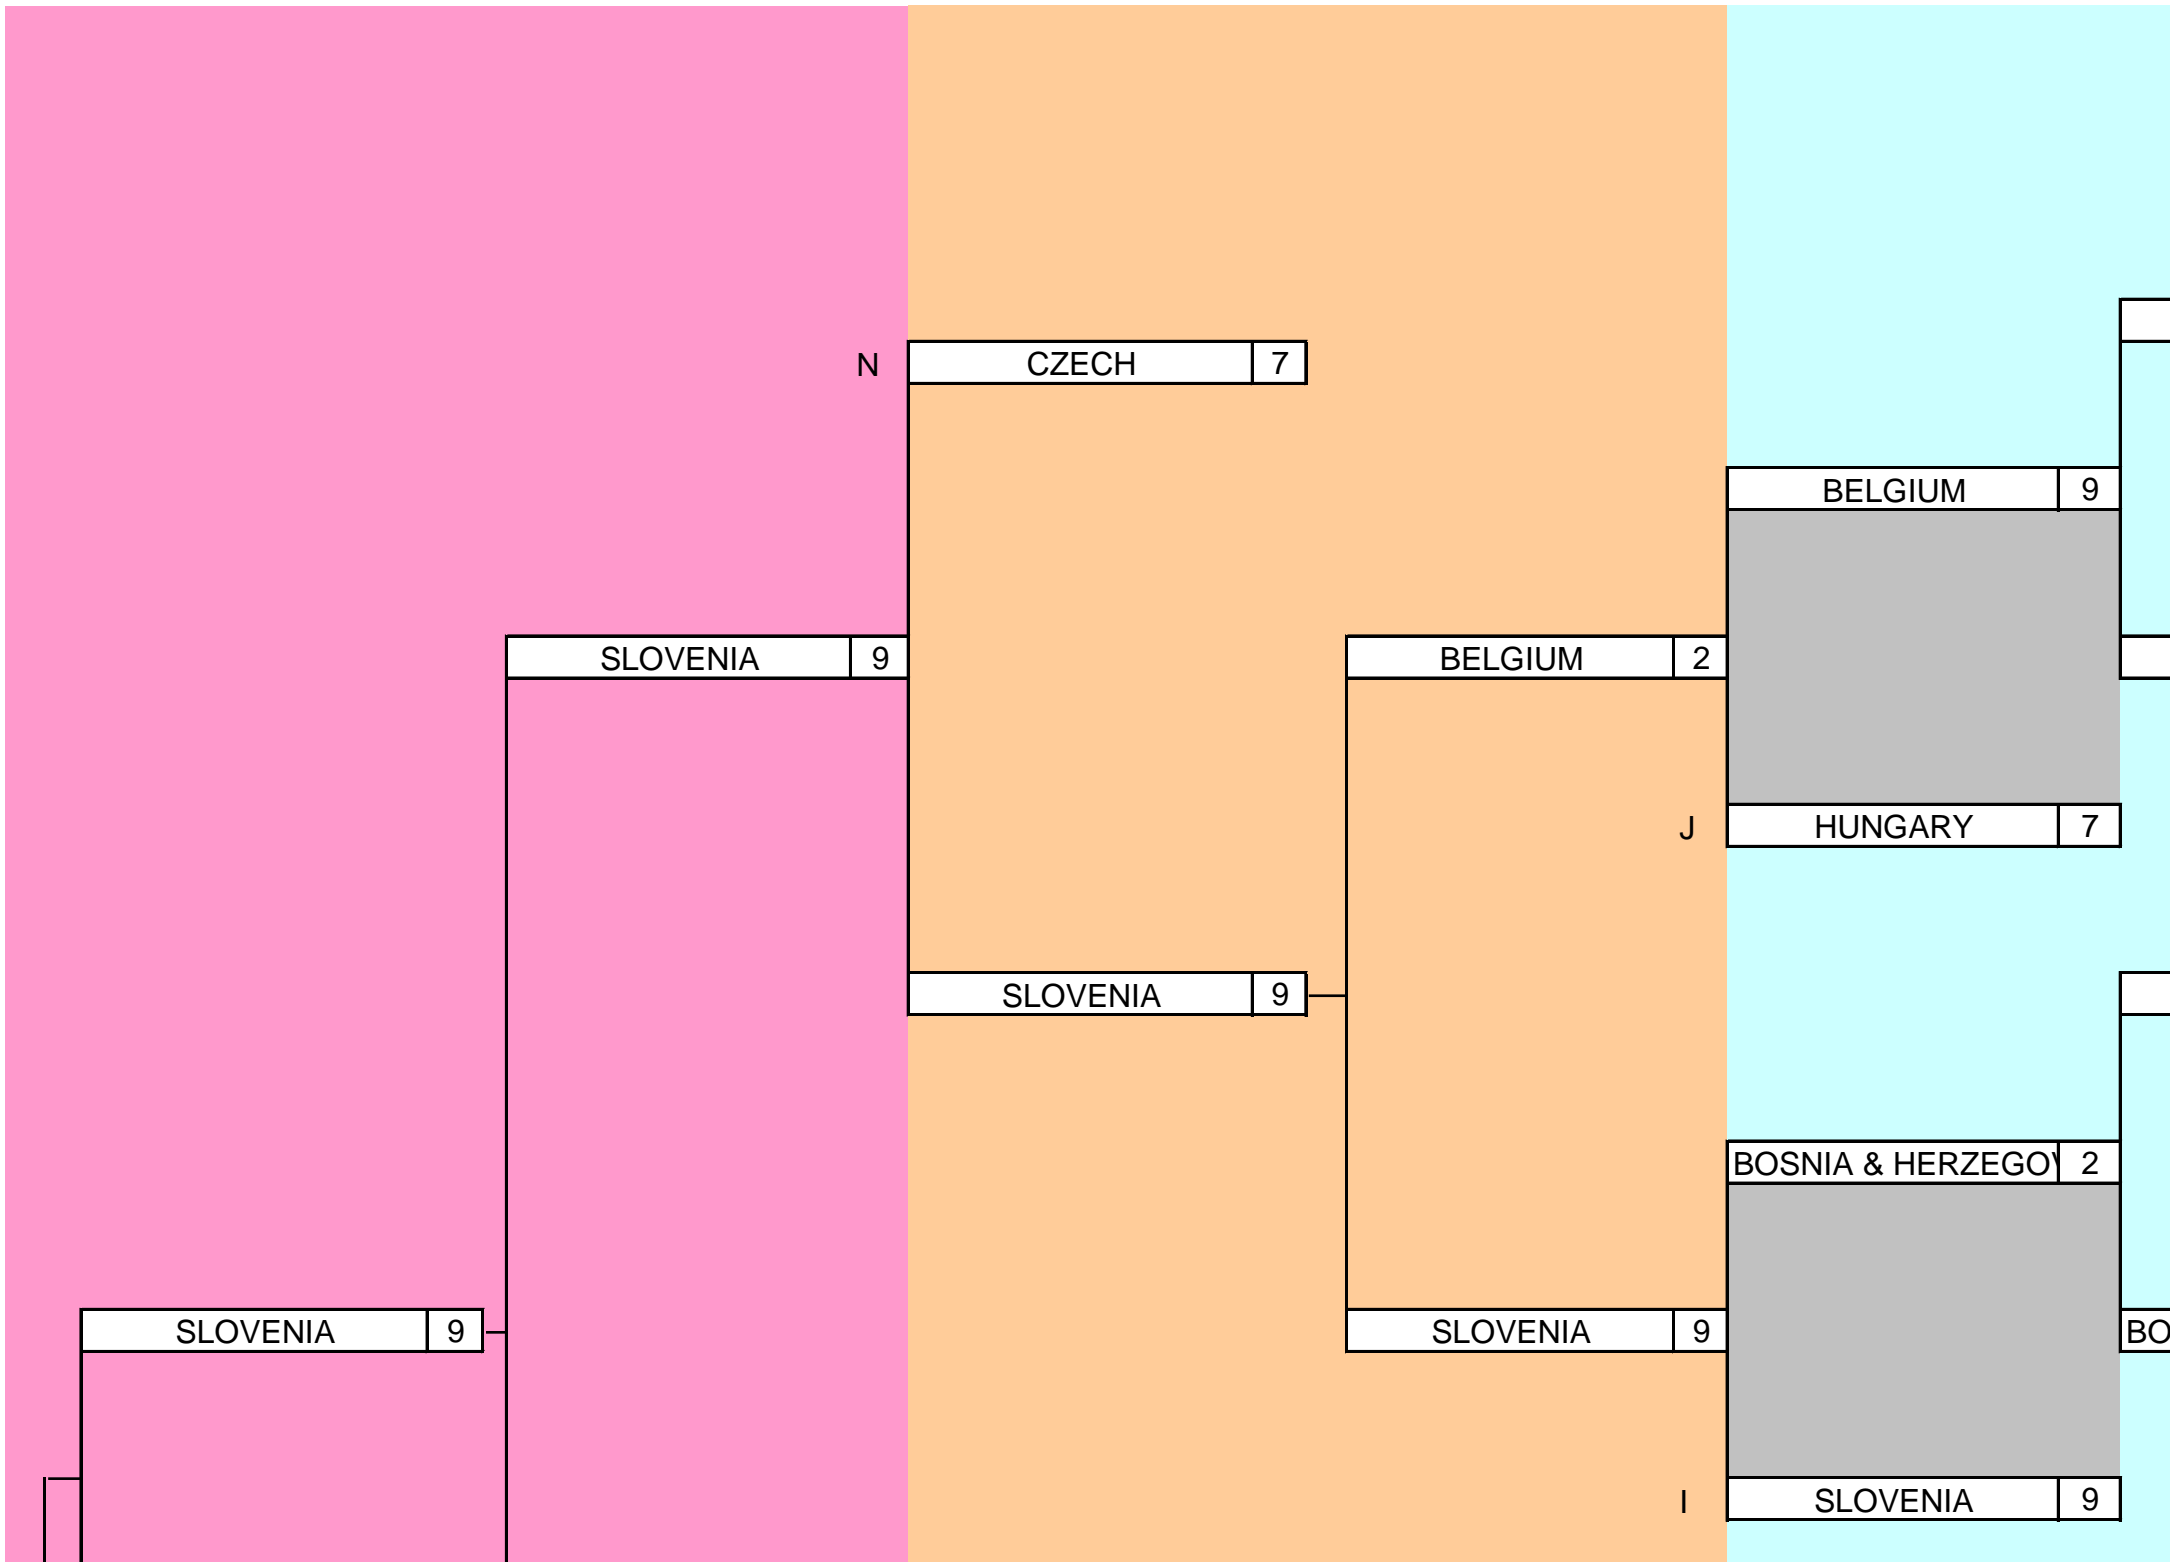 N CZECH 7
BELGIUM 9
SLOVENIA 9
BELGIUM 2
J HUNGARY 7
SLOVENIA 9
BOSNIA & HERZEGO 2
SLOVENIA 9
SLOVENIA 9
BO
I SLOVENIA 9